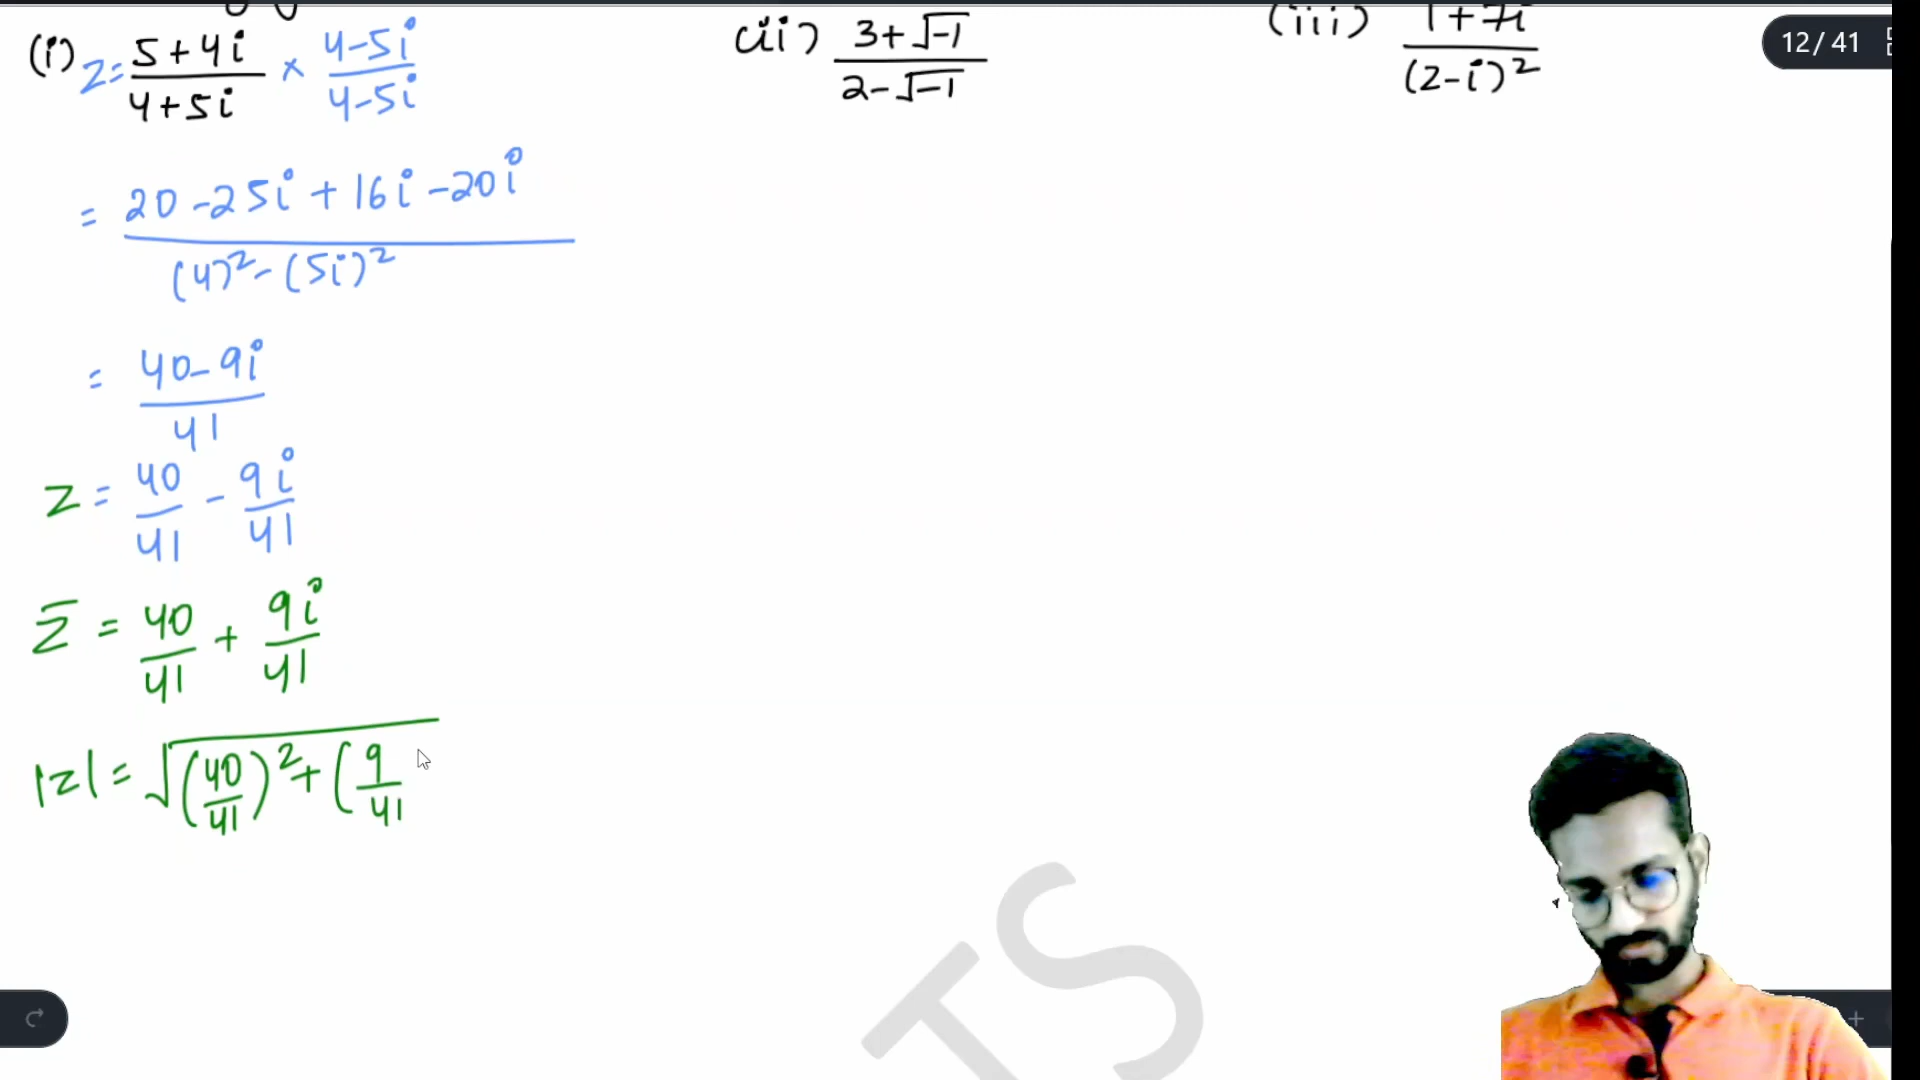 (i) z = 5+4i / 4+5i × 4-5i / 4-5i
= 20 -25i + 16i -20i / (4)² - (5i)²
= 40-9i / 41
z = 40/41 - 9i/41
z̅ = 40/41 + 9i/41
|z| = √(40/41)² + (9/41
(ii) 3+√-1 / 2-√-1
(iii) 1+7i / (2-i)²
12/41
TS